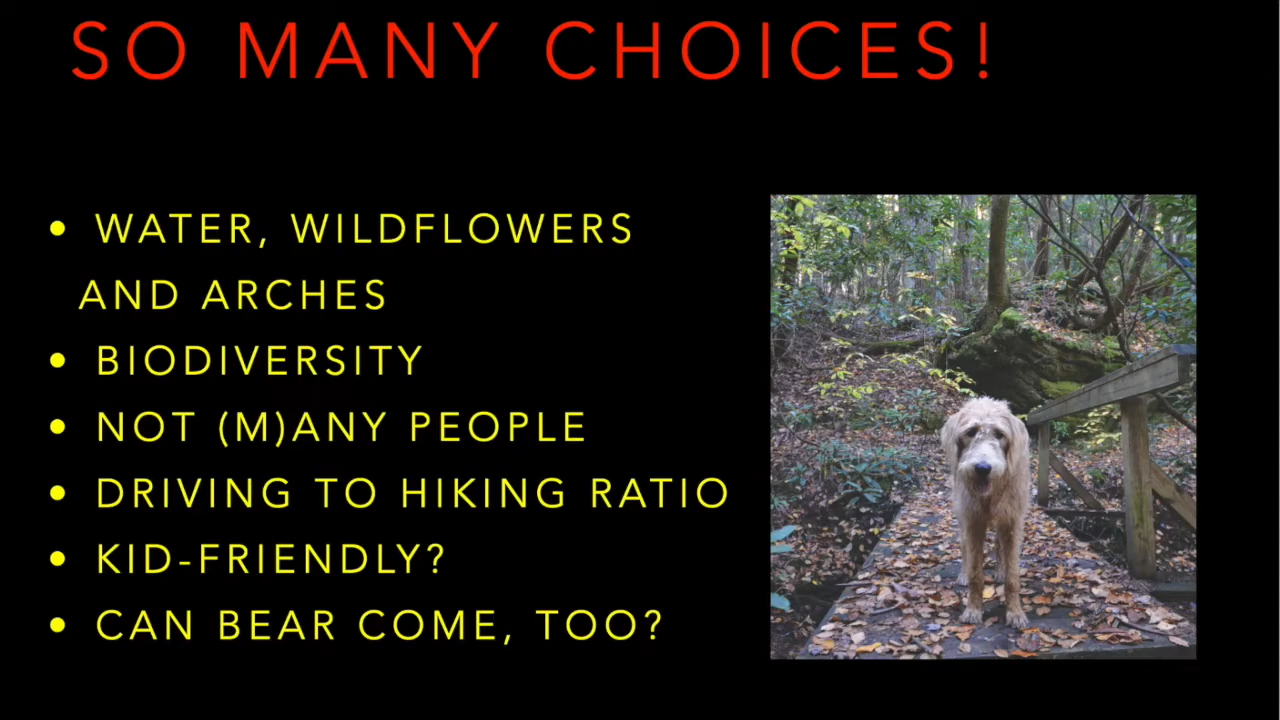 SO MANY CHOICES!
• WATER, WILDFLOWERS
AND ARCHES
• BIODIVERSITY
• NOT (M)ANY PEOPLE
• DRIVING TO HIKING RATIO
• KID-FRIENDLY?
• CAN BEAR COME, TOO?